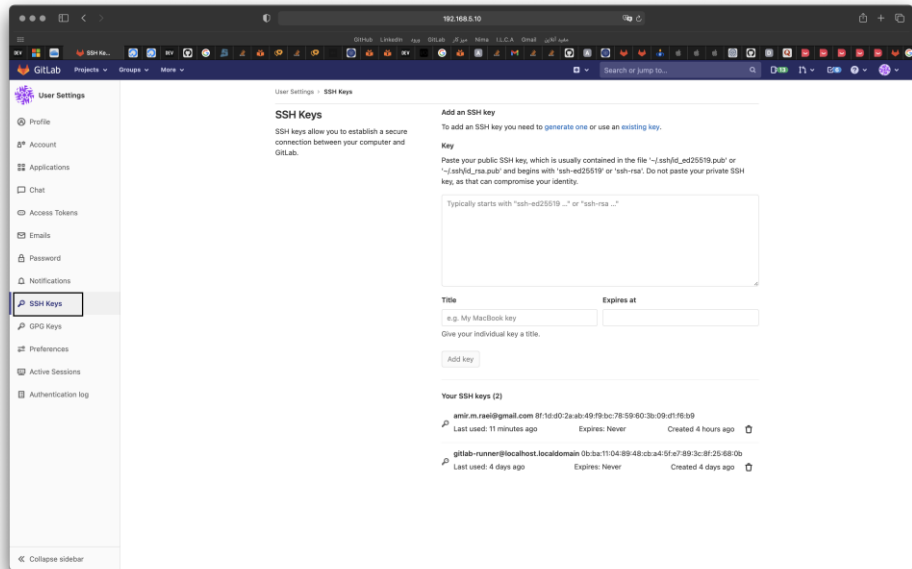 192.168.5.10
GitHub LinkedIn ورود GitLab میز کار Nima I.L.C.A Gmail مفید آنلاین
SSH Ke...
GitLab Projects Groups More Search or jump to...
User Settings
Profile
Account
Applications
Chat
Access Tokens
Emails
Password
Notifications
SSH Keys
GPG Keys
Preferences
Active Sessions
Authentication log
Collapse sidebar
User Settings › SSH Keys
SSH Keys
SSH keys allow you to establish a secure
connection between your computer and
GitLab.
Add an SSH key
To add an SSH key you need to generate one or use an existing key.
Key
Paste your public SSH key, which is usually contained in the file '~/.ssh/id_ed25519.pub' or
'~/.ssh/id_rsa.pub' and begins with 'ssh-ed25519' or 'ssh-rsa'. Do not paste your private SSH
key, as that can compromise your identity.
Typically starts with "ssh-ed25519 ..." or "ssh-rsa ..."
Title Expires at
e.g. My MacBook key
Give your individual key a title.
Add key
Your SSH keys (2)
amir.m.raei@gmail.com 8f:1d:d0:2a:ab:49:f9:bc:78:59:60:3b:09:d1:f6:b9
Last used: 11 minutes ago Expires: Never Created 4 hours ago
gitlab-runner@localhost.localdomain 0b:ba:11:04:89:48:cb:a4:5f:e7:89:3c:8f:25:68:0b
Last used: 4 days ago Expires: Never Created 4 days ago